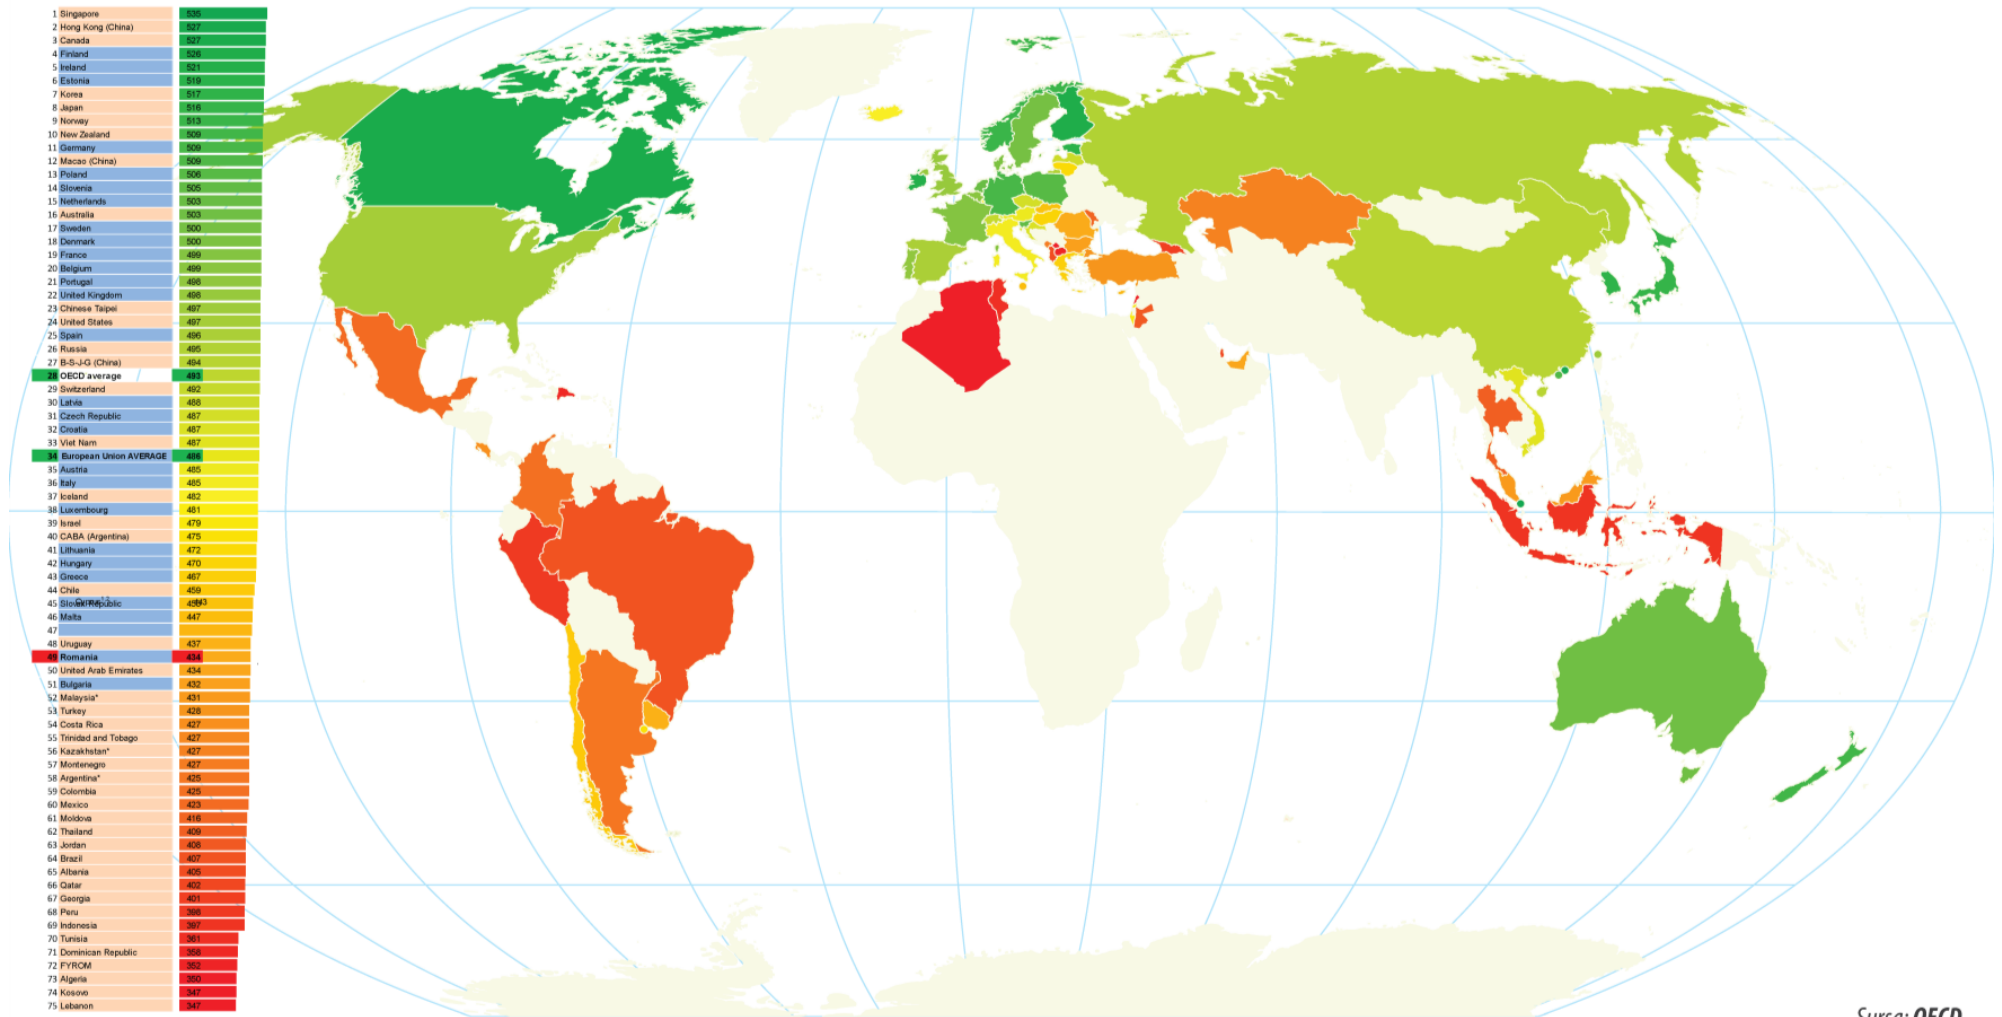 1 Singapore 535
2 Hong Kong (China) 527
3 Canada 527
4 Finland 526
5 Ireland 521
6 Estonia 519
7 Korea 517
8 Japan 516
9 Norway 513
10 New Zealand 509
11 Germany 509
12 Macao (China) 509
13 Poland 506
14 Slovenia 505
15 Netherlands 503
16 Australia 503
17 Sweden 500
18 Denmark 500
19 France 499
20 Belgium 499
21 Portugal 498
22 United Kingdom 498
23 Chinese Taipei 497
24 United States 497
25 Spain 496
26 Russia 495
27 B-S-J-G (China) 494
28 OECD average 493
29 Switzerland 492
30 Latvia 488
31 Czech Republic 487
32 Croatia 487
33 Viet Nam 487
34 European Union AVERAGE 486
35 Austria 485
36 Italy 485
37 Iceland 482
38 Luxembourg 481
39 Israel 479
40 CABA (Argentina) 475
41 Lithuania 472
42 Hungary 470
43 Greece 467
44 Chile 459
45 Slovak Republic
46 Malta 447
47
48 Uruguay 437
49 Romania 434
50 United Arab Emirates 434
51 Bulgaria 432
52 Malaysia* 431
53 Turkey 428
54 Costa Rica 427
55 Trinidad and Tobago 427
56 Kazakhstan* 427
57 Montenegro 427
58 Argentina* 425
59 Colombia 425
60 Mexico 423
61 Moldova 416
62 Thailand 409
63 Jordan 408
64 Brazil 407
65 Albania 405
66 Qatar 402
67 Georgia 401
68 Peru 398
69 Indonesia 397
70 Tunisia 361
71 Dominican Republic 358
72 FYROM 352
73 Algeria 350
74 Kosovo 347
75 Lebanon 347
Sursa: OECD